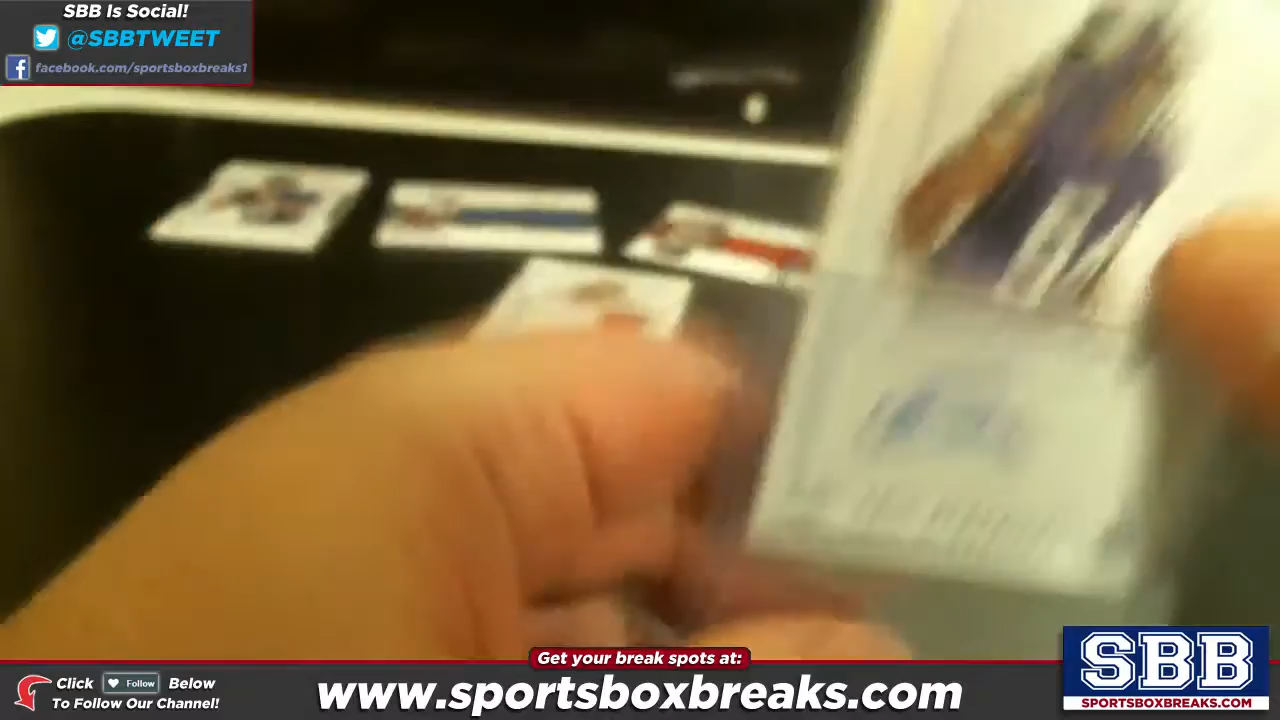 SBB Is Social!
@SBBTWEET
facebook.com/sportsboxbreaks1
Get your break spots at:
Click Follow Below
To Follow Our Channel!
www.sportsboxbreaks.com
SBB
SPORTSBOXBREAKS.COM